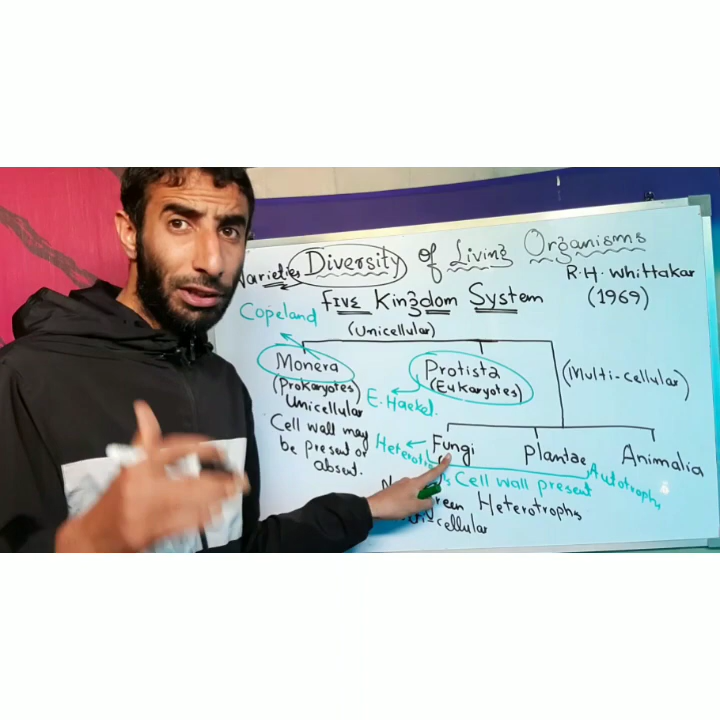 Varieties Diversity of Living Organisms
R.H. Whittakar
(1969)
Five Kingdom System
Copeland
(Unicellular)
Monera
(Prokaryotes)
Unicellular
Cell wall may
be present or
absent.
Protista
(Eukaryotes)
E. Haekel.
(Multi-cellular)
Fungi
Plantae
Animalia
Cell wall present
Autotrophs
Heterotrophs